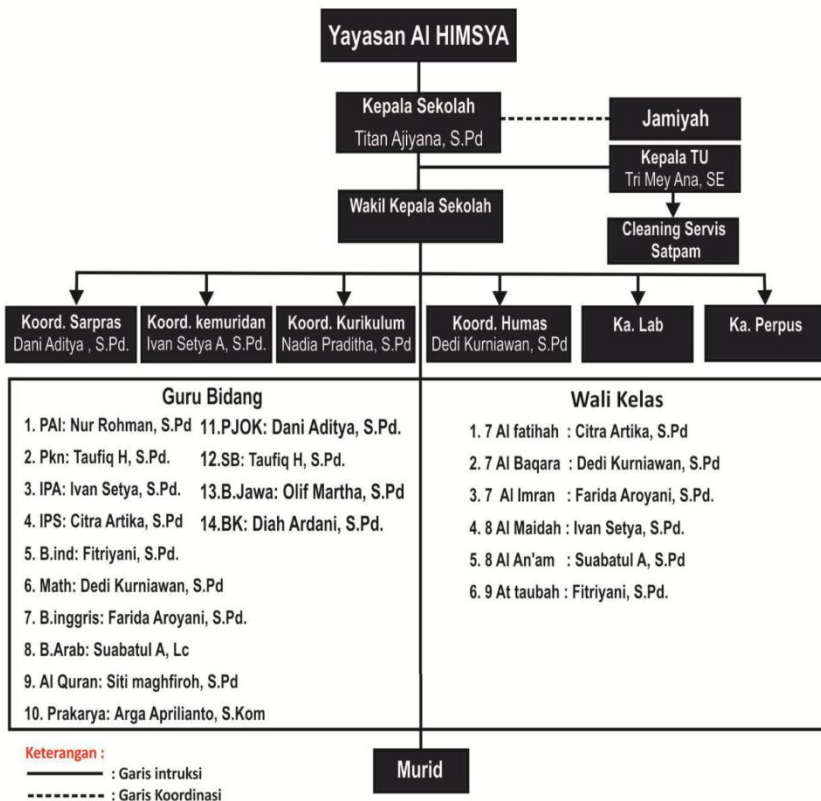 Yayasan Al HIMSYA
Kepala Sekolah
Titan Ajiyana, S.Pd
Jamiyah
Kepala TU
Tri Mey Ana, SE
Wakil Kepala Sekolah
Cleaning Servis
Satpam
Koord. Sarpras
Dani Aditya , S.Pd.
Koord. kemuridan
Ivan Setya A, S.Pd.
Koord. Kurikulum
Nadia Praditha, S.Pd
Koord. Humas
Dedi Kurniawan, S.Pd
Ka. Lab
Ka. Perpus
Guru Bidang
1. PAI: Nur Rohman, S.Pd
2. Pkn: Taufiq H, S.Pd.
3. IPA: Ivan Setya, S.Pd.
4. IPS: Citra Artika, S.Pd
5. B.ind: Fitriyani, S.Pd.
6. Math: Dedi Kurniawan, S.Pd
7. B.inggris: Farida Aroyani, S.Pd.
8. B.Arab: Suabatul A, Lc
9. Al Quran: Siti maghfiroh, S.Pd
10. Prakarya: Arga Aprilianto, S.Kom
11.PJOK: Dani Aditya, S.Pd.
12.SB: Taufiq H, S.Pd.
13.B.Jawa: Olif Martha, S.Pd
14.BK: Diah Ardani, S.Pd.
Wali Kelas
1. 7 Al fatihah : Citra Artika, S.Pd
2. 7 Al Baqara : Dedi Kurniawan, S.Pd
3. 7 Al Imran : Farida Aroyani, S.Pd.
4. 8 Al Maidah : Ivan Setya, S.Pd.
5. 8 Al An'am : Suabatul A, S.Pd
6. 9 At taubah : Fitriyani, S.Pd.
Murid
Keterangan :
: Garis intruksi
: Garis Koordinasi